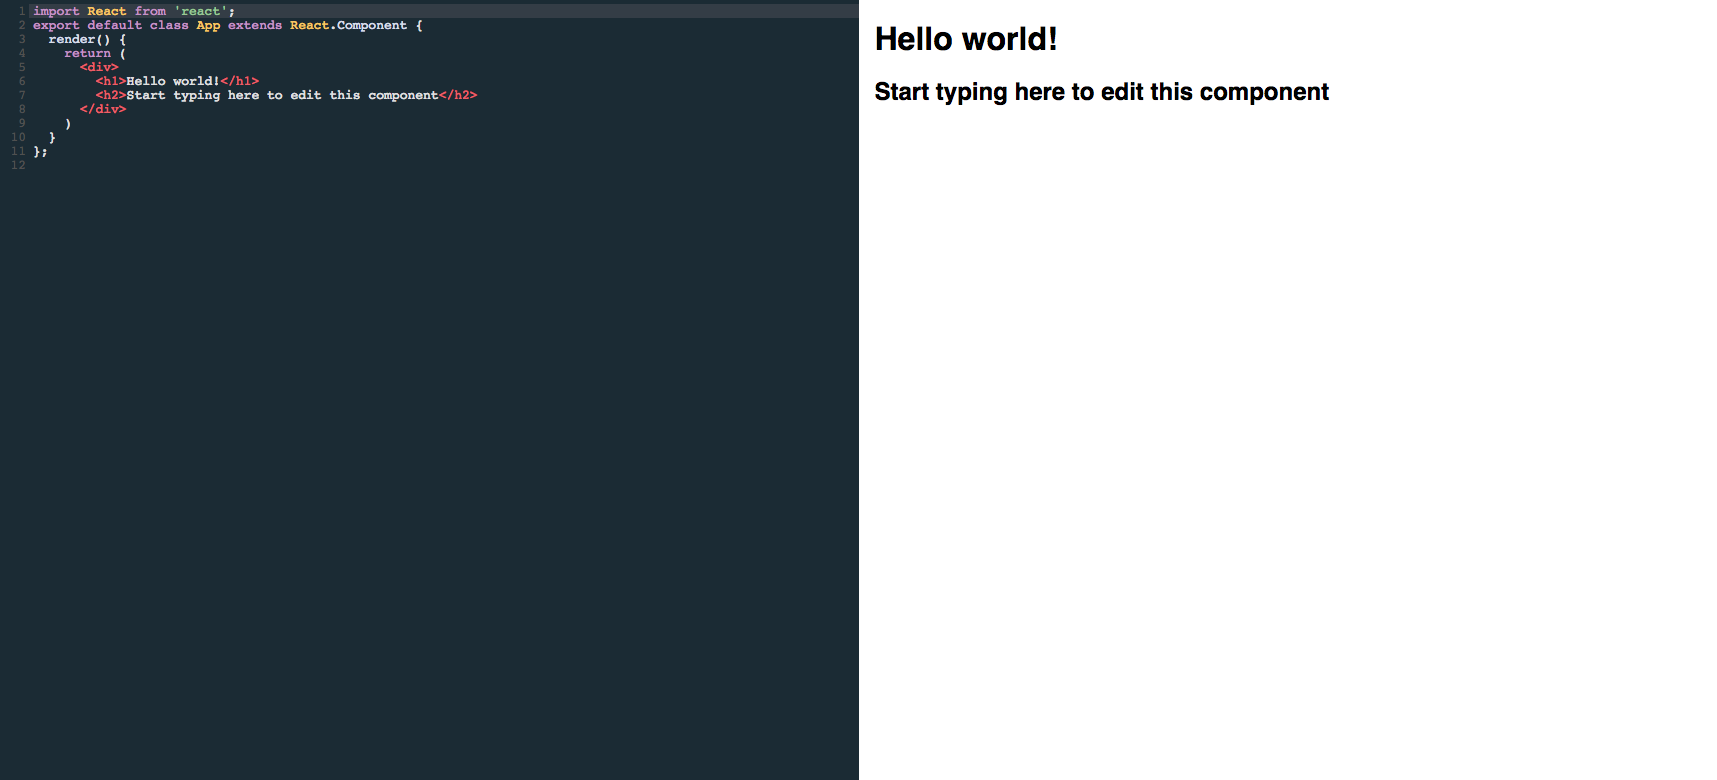 1 import React from 'react';
2 export default class App extends React.Component {
3   render() {
4     return (
5       <div>
6         <h1>Hello world!</h1>
7         <h2>Start typing here to edit this component</h2>
8       </div>
9     )
10   }
11 };
12
Hello world!
Start typing here to edit this component